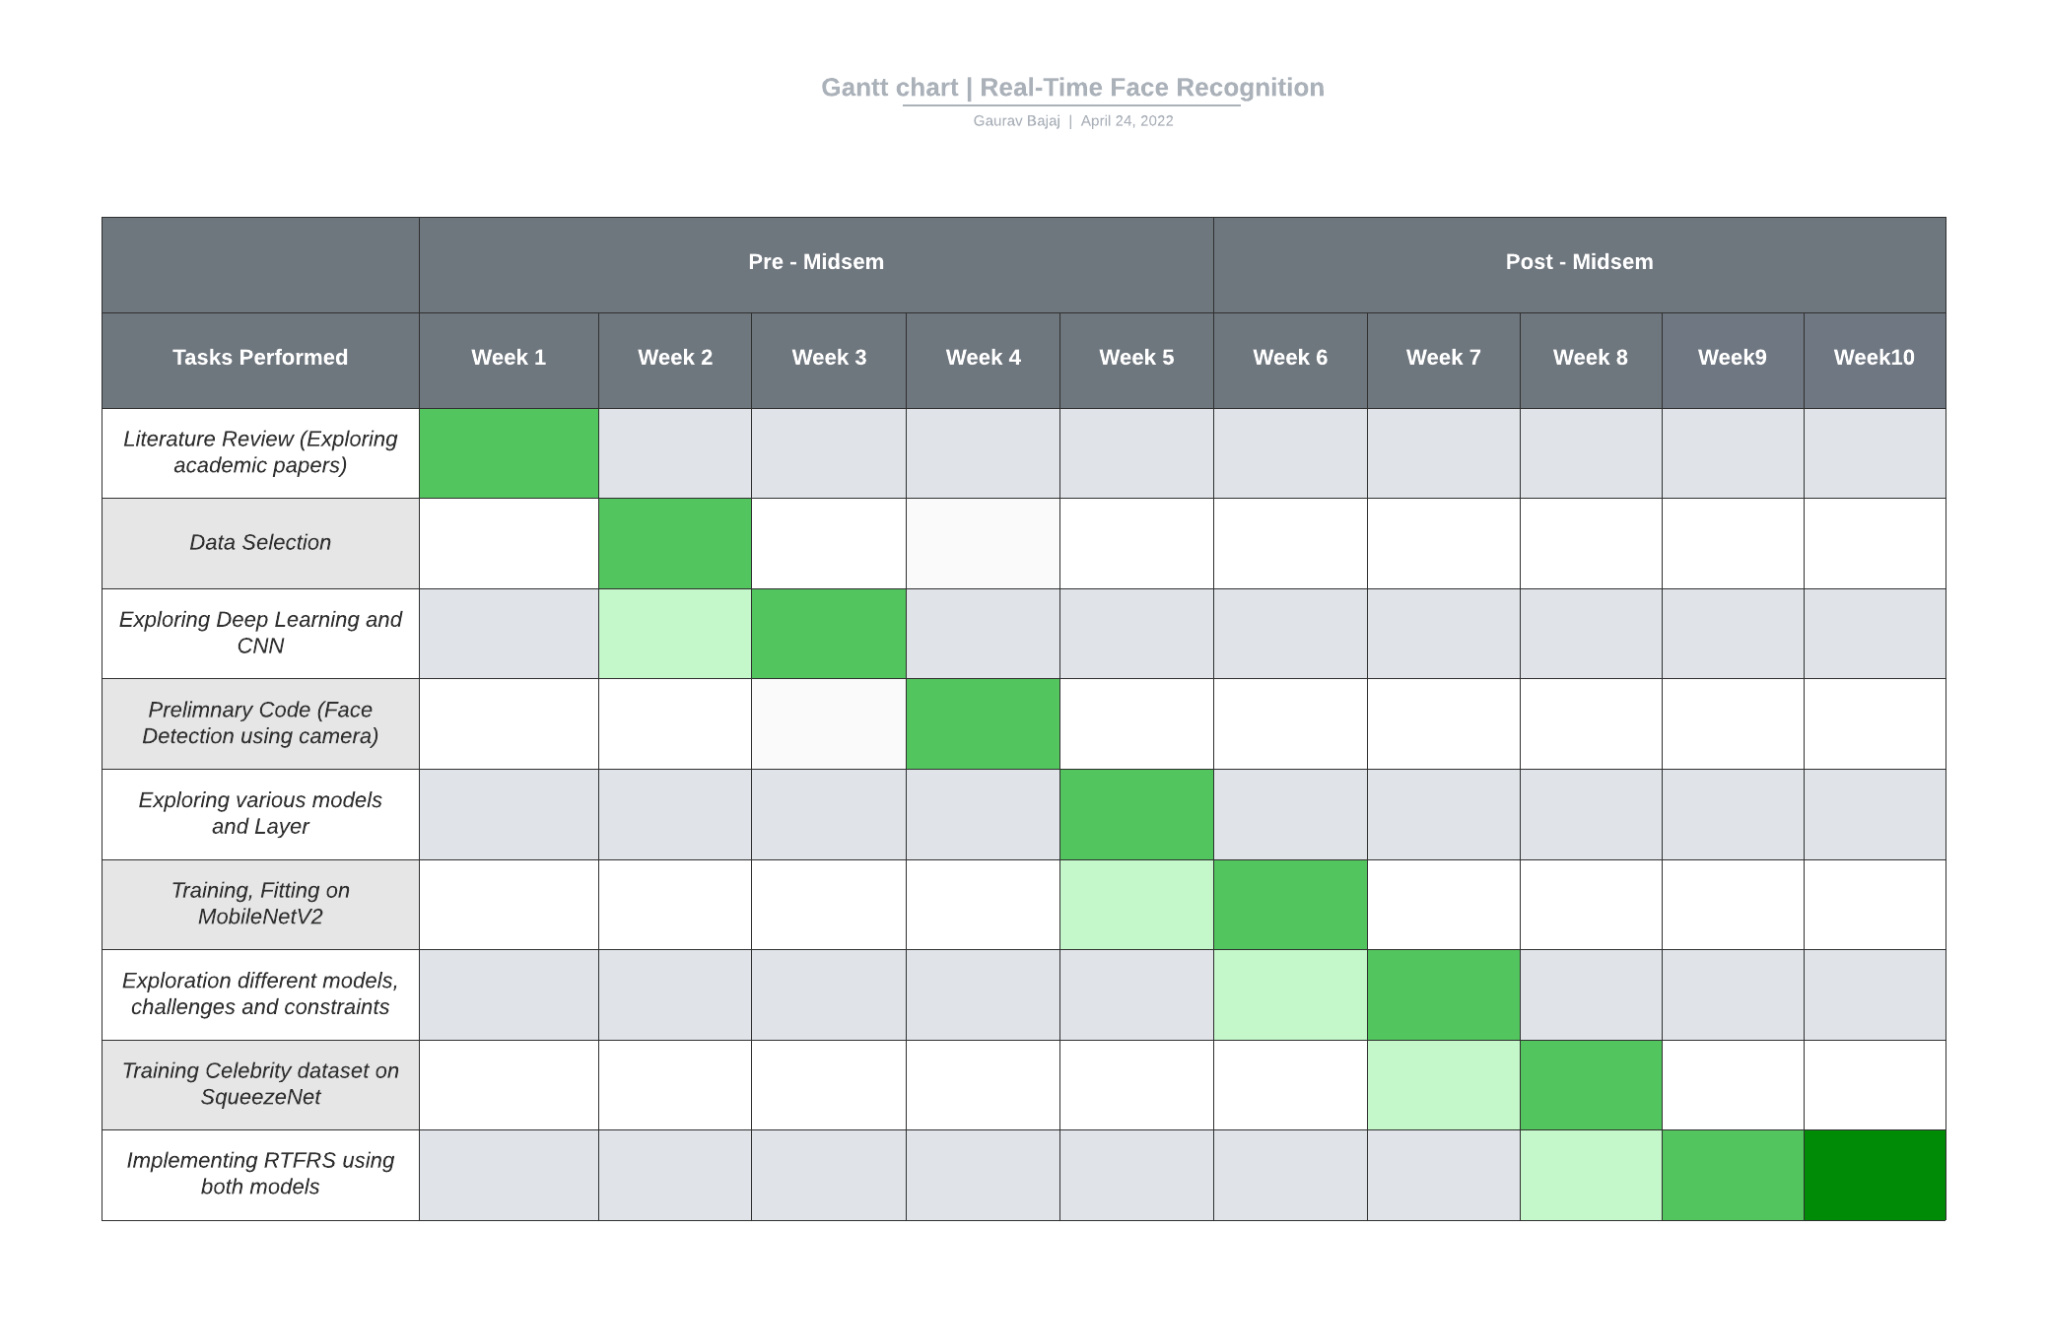 Gantt chart | Real-Time Face Recognition
Gaurav Bajaj | April 24, 2022
Pre - Midsem
Post - Midsem
Tasks Performed
Week 1
Week 2
Week 3
Week 4
Week 5
Week 6
Week 7
Week 8
Week9
Week10
Literature Review (Exploring
academic papers)
Data Selection
Exploring Deep Learning and
CNN
Prelimnary Code (Face
Detection using camera)
Exploring various models
and Layer
Training, Fitting on
MobileNetV2
Exploration different models,
challenges and constraints
Training Celebrity dataset on
SqueezeNet
Implementing RTFRS using
both models